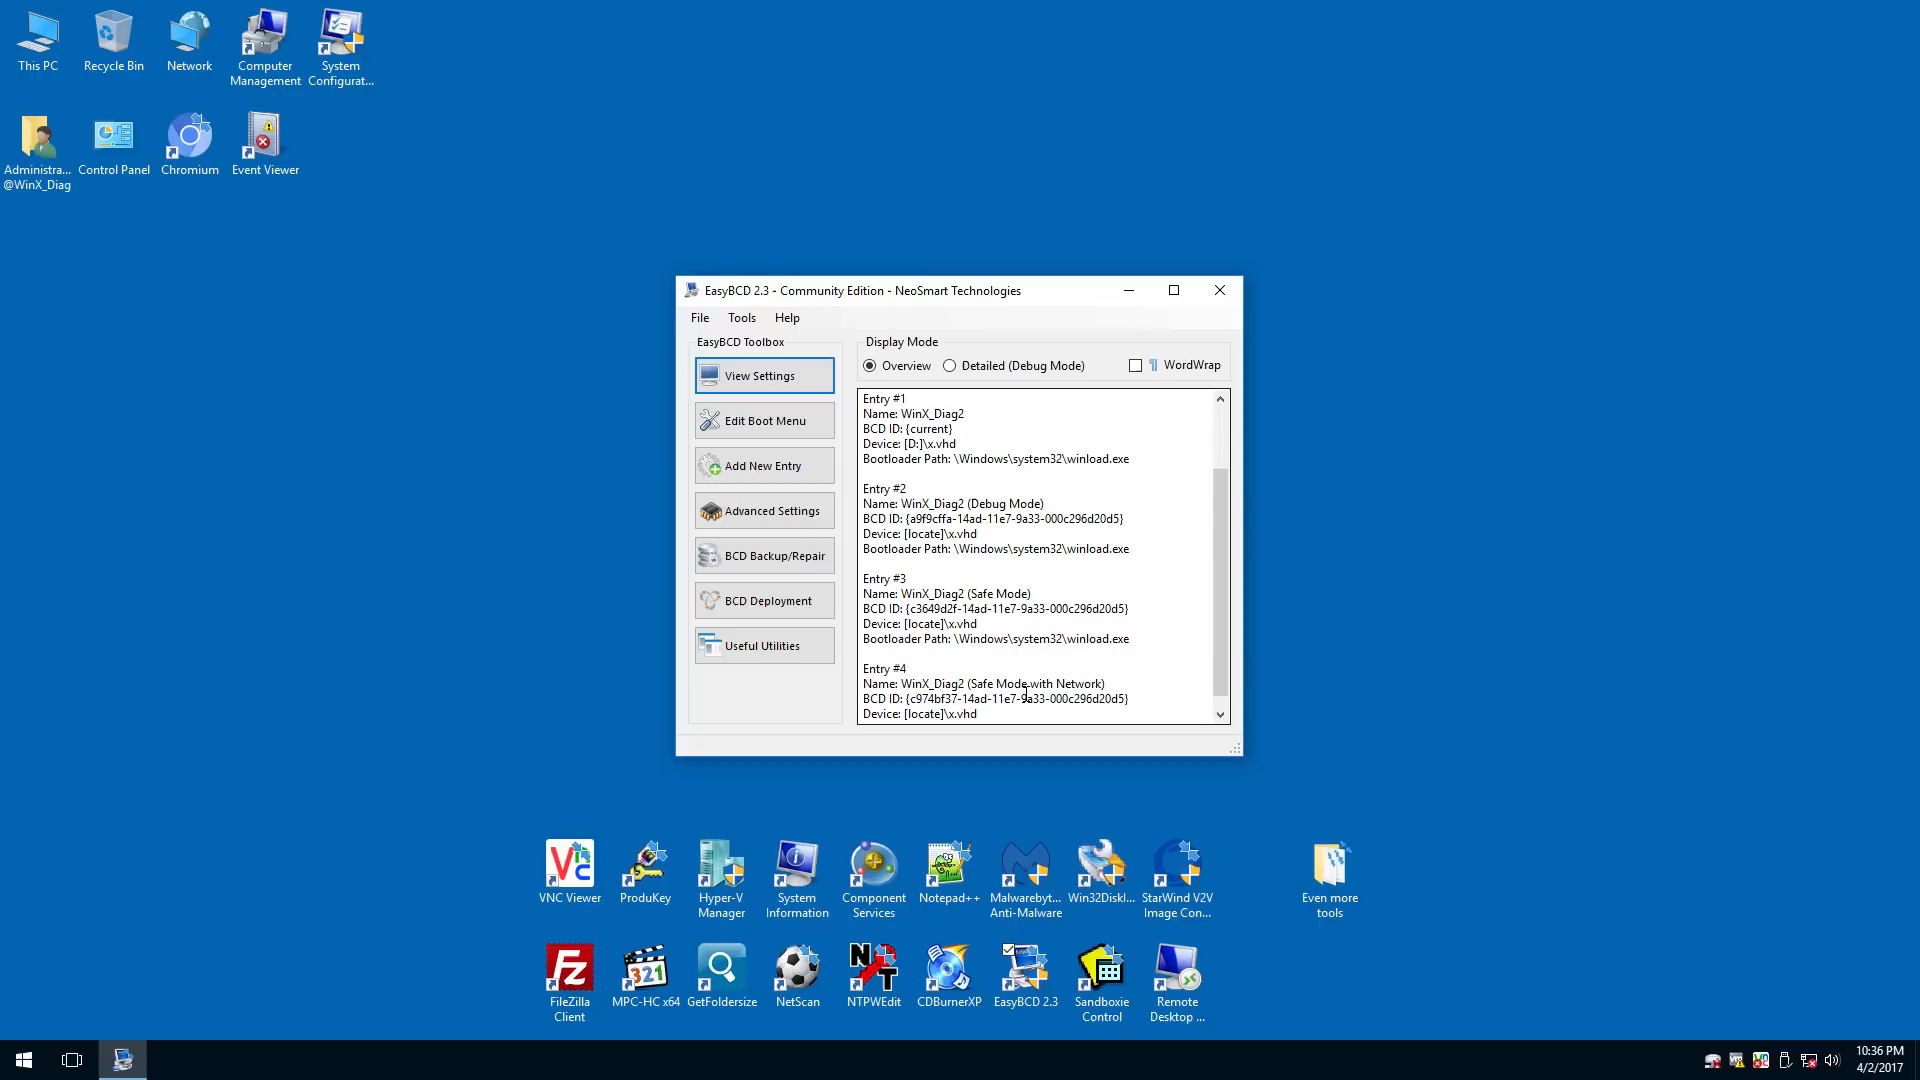 This PC
Recycle Bin
Network
Computer
Management
System
Configurat...
Administra...
@WinX_Diag
Control Panel
Chromium
Event Viewer
EasyBCD 2.3 - Community Edition - NeoSmart Technologies
File
Tools
Help
EasyBCD Toolbox
View Settings
Edit Boot Menu
Add New Entry
Advanced Settings
BCD Backup/Repair
BCD Deployment
Useful Utilities
Display Mode
Overview
Detailed (Debug Mode)
WordWrap
Entry #1
Name: WinX_Diag2
BCD ID: {current}
Device: [D:]\x.vhd
Bootloader Path: \Windows\system32\winload.exe
Entry #2
Name: WinX_Diag2 (Debug Mode)
BCD ID: {a9f9cffa-14ad-11e7-9a33-000c296d20d5}
Device: [locate]\x.vhd
Bootloader Path: \Windows\system32\winload.exe
Entry #3
Name: WinX_Diag2 (Safe Mode)
BCD ID: {c3649d2f-14ad-11e7-9a33-000c296d20d5}
Device: [locate]\x.vhd
Bootloader Path: \Windows\system32\winload.exe
Entry #4
Name: WinX_Diag2 (Safe Mode with Network)
BCD ID: {c974bf37-14ad-11e7-9a33-000c296d20d5}
Device: [locate]\x.vhd
VNC Viewer
ProduKey
Hyper-V
Manager
System
Information
Component
Services
Notepad++
Malwarebyt...
Anti-Malware
Win32DiskI...
StarWind V2V
Image Con...
Even more
tools
FileZilla
Client
MPC-HC x64
GetFoldersize
NetScan
NTPWEdit
CDBurnerXP
EasyBCD 2.3
Sandboxie
Control
Remote
Desktop ...
10:36 PM
4/2/2017